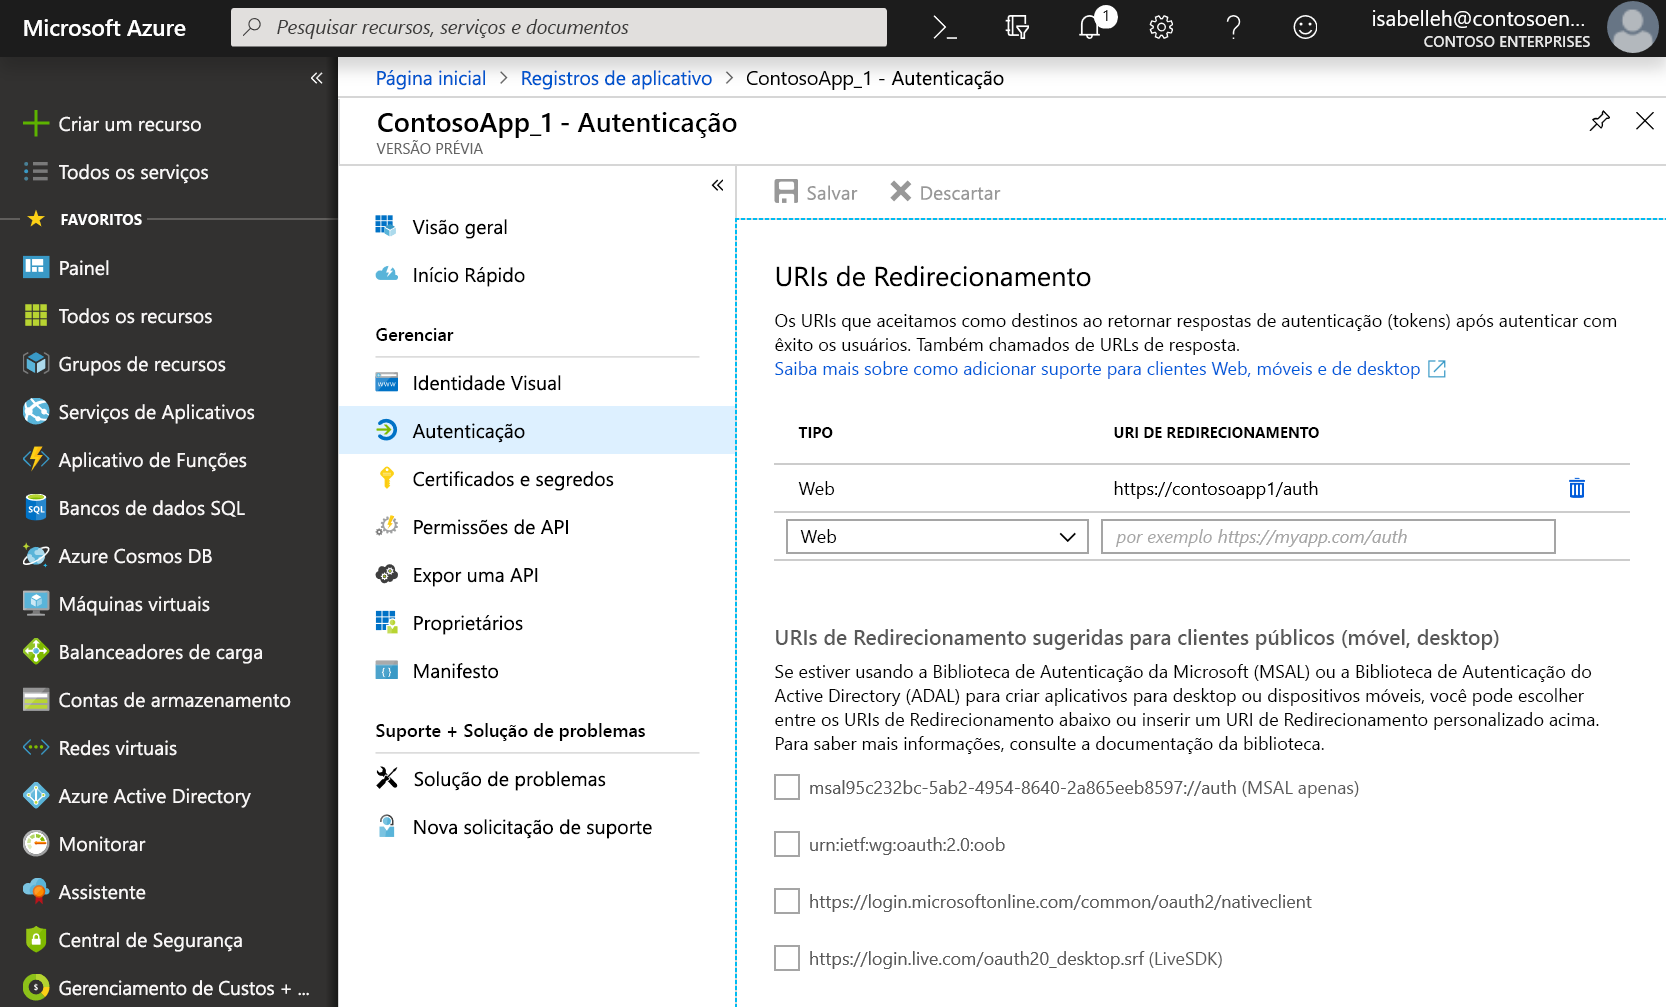 Microsoft Azure
Pesquisar recursos, serviços e documentos
1
isabelleh@contosoen...
CONTOSO ENTERPRISES
Criar um recurso
Todos os serviços
FAVORITOS
Painel
Todos os recursos
Grupos de recursos
Serviços de Aplicativos
Aplicativo de Funções
Bancos de dados SQL
Azure Cosmos DB
Máquinas virtuais
Balanceadores de carga
Contas de armazenamento
Redes virtuais
Azure Active Directory
Monitorar
Assistente
Central de Segurança
Gerenciamento de Custos + ...
Página inicial > Registros de aplicativo > ContosoApp_1 - Autenticação
ContosoApp_1 - Autenticação
VERSÃO PRÉVIA
Visão geral
Início Rápido
Gerenciar
Identidade Visual
Autenticação
Certificados e segredos
Permissões de API
Expor uma API
Proprietários
Manifesto
Suporte + Solução de problemas
Solução de problemas
Nova solicitação de suporte
Salvar Descartar
URIs de Redirecionamento
Os URIs que aceitamos como destinos ao retornar respostas de autenticação (tokens) após autenticar com
êxito os usuários. Também chamados de URLs de resposta.
Saiba mais sobre como adicionar suporte para clientes Web, móveis e de desktop
TIPO URI DE REDIRECIONAMENTO
Web https://contosoapp1/auth
Web por exemplo https://myapp.com/auth
URIs de Redirecionamento sugeridas para clientes públicos (móvel, desktop)
Se estiver usando a Biblioteca de Autenticação da Microsoft (MSAL) ou a Biblioteca de Autenticação do
Active Directory (ADAL) para criar aplicativos para desktop ou dispositivos móveis, você pode escolher
entre os URIs de Redirecionamento abaixo ou inserir um URI de Redirecionamento personalizado acima.
Para saber mais informações, consulte a documentação da biblioteca.
msal95c232bc-5ab2-4954-8640-2a865eeb8597://auth (MSAL apenas)
urn:ietf:wg:oauth:2.0:oob
https://login.microsoftonline.com/common/oauth2/nativeclient
https://login.live.com/oauth20_desktop.srf (LiveSDK)